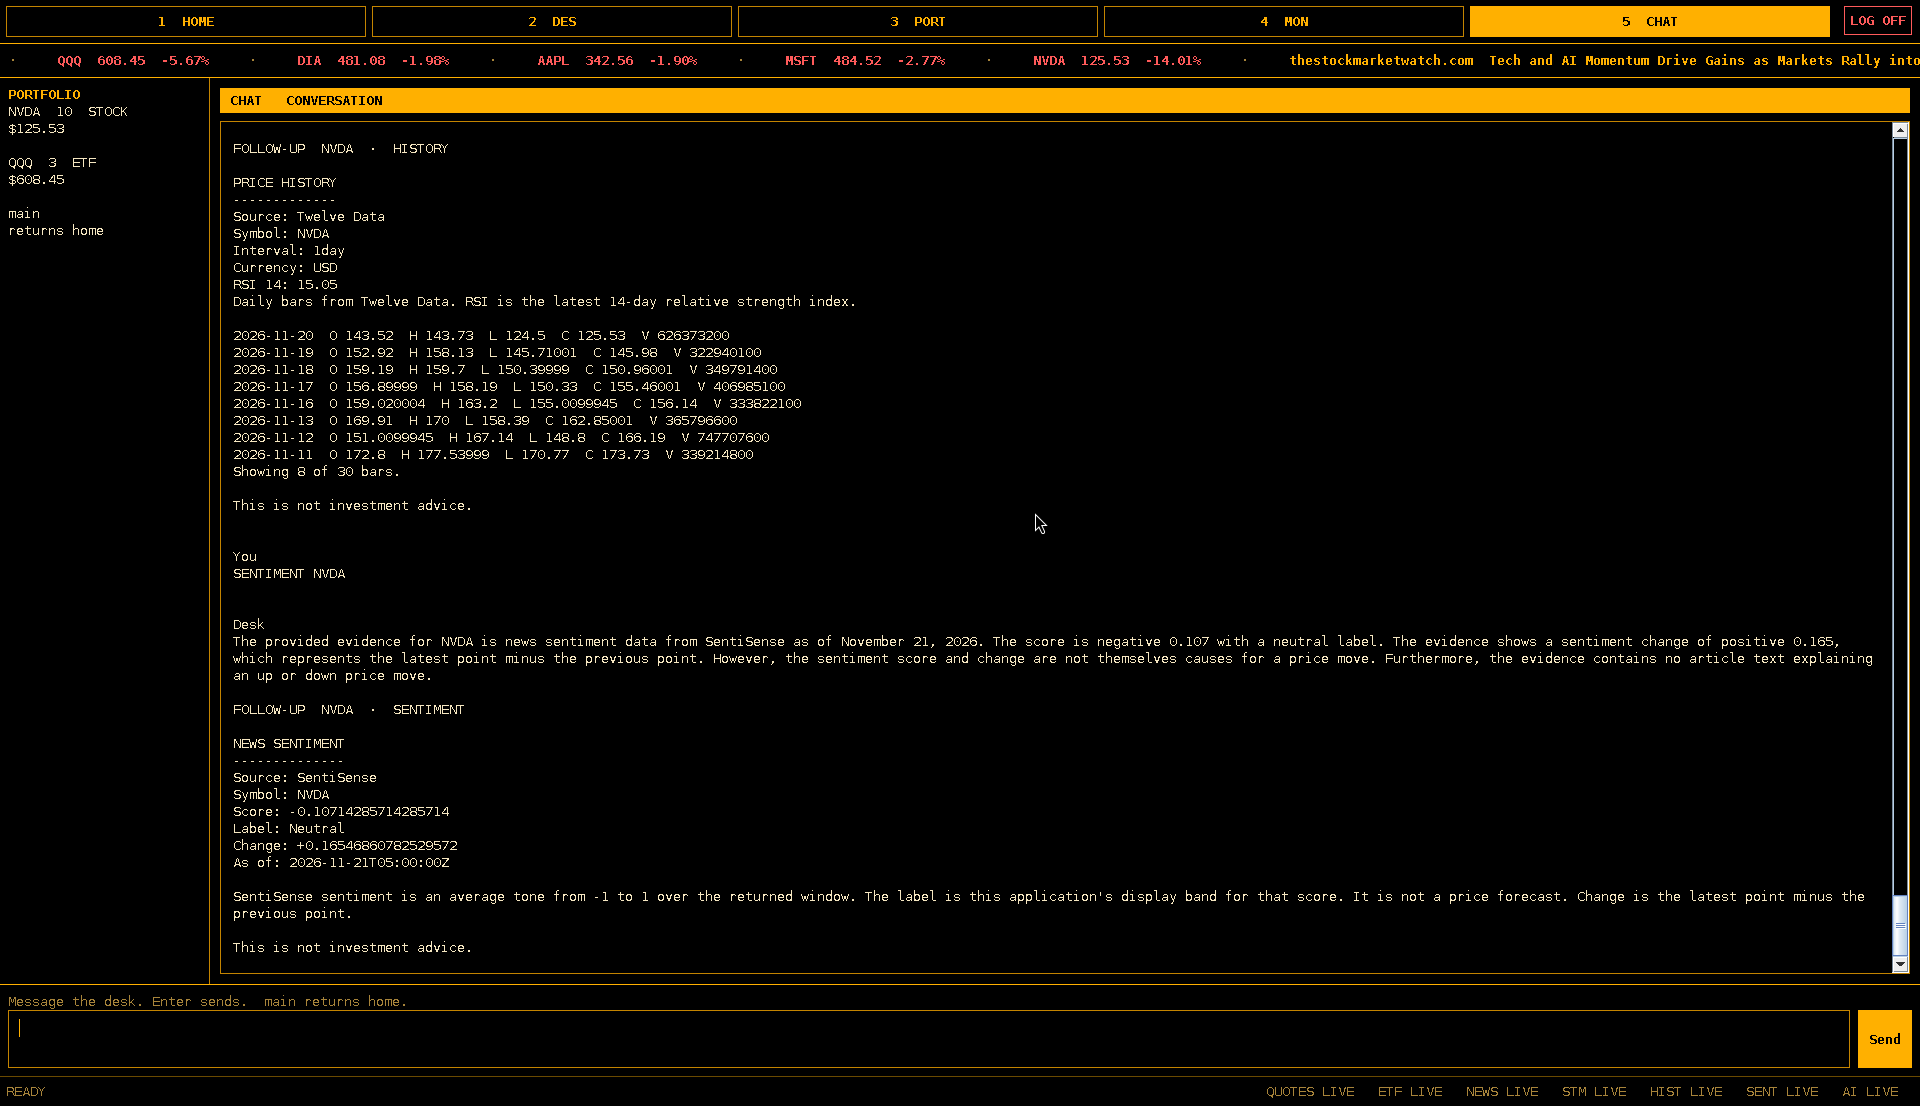 1 HOME
2 DES
3 PORT
4 MON
5 CHAT
LOG OFF
· QQQ 608.45 -5.67% · DIA 481.08 -1.98% · AAPL 342.56 -1.90% · MSFT 484.52 -2.77% · NVDA 125.53 -14.01% · thestockmarketwatch.com Tech and AI Momentum Drive Gains as Markets Rally into
PORTFOLIO
NVDA 10 STOCK
$125.53
QQQ 3 ETF
$608.45
main
returns home
CHAT CONVERSATION
FOLLOW-UP NVDA · HISTORY
PRICE HISTORY
-------------
Source: Twelve Data
Symbol: NVDA
Interval: 1day
Currency: USD
RSI 14: 15.05
Daily bars from Twelve Data. RSI is the latest 14-day relative strength index.
2026-11-20 O 143.52 H 143.73 L 124.5 C 125.53 V 626373200
2026-11-19 O 152.92 H 158.13 L 145.71001 C 145.98 V 322940100
2026-11-18 O 159.19 H 159.7 L 150.39999 C 150.96001 V 349791400
2026-11-17 O 156.89999 H 158.19 L 150.33 C 155.46001 V 406985100
2026-11-16 O 159.020004 H 163.2 L 155.0099945 C 156.14 V 333822100
2026-11-13 O 169.91 H 170 L 158.39 C 162.85001 V 365796600
2026-11-12 O 151.0099945 H 167.14 L 148.8 C 166.19 V 747707600
2026-11-11 O 172.8 H 177.53999 L 170.77 C 173.73 V 339214800
Showing 8 of 30 bars.
This is not investment advice.
You
SENTIMENT NVDA
Desk
The provided evidence for NVDA is news sentiment data from SentiSense as of November 21, 2026. The score is negative 0.107 with a neutral label. The evidence shows a sentiment change of positive 0.165,
which represents the latest point minus the previous point. However, the sentiment score and change are not themselves causes for a price move. Furthermore, the evidence contains no article text explaining
an up or down price move.
FOLLOW-UP NVDA · SENTIMENT
NEWS SENTIMENT
--------------
Source: SentiSense
Symbol: NVDA
Score: -0.10714285714285714
Label: Neutral
Change: +0.16546860782529572
As of: 2026-11-21T05:00:00Z
SentiSense sentiment is an average tone from -1 to 1 over the returned window. The label is this application's display band for that score. It is not a price forecast. Change is the latest point minus the
previous point.
This is not investment advice.
Message the desk. Enter sends. main returns home.
Send
READY
QUOTES LIVE ETF LIVE NEWS LIVE STM LIVE HIST LIVE SENT LIVE AI LIVE